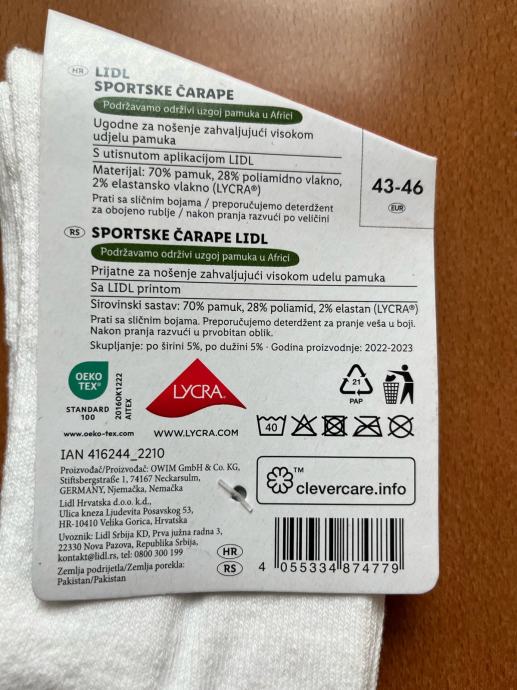 HR LIDL
SPORTSKE ČARAPE
Podržavamo održivi uzgoj pamuka u Africi
Ugodne za nošenje zahvaljujući visokom
udjelu pamuka
S utisnutom aplikacijom LIDL
Materijal: 70% pamuk, 28% poliamidno vlakno,
2% elastansko vlakno (LYCRA®)
Prati sa sličnim bojama / preporučujemo deterdžent
za obojeno rublje / nakon pranja razvući po veličini
43-46
EUR
RS SPORTSKE ČARAPE LIDL
Podržavamo održivi uzgoj pamuka u Africi
Prijatne za nošenje zahvaljujući visokom udelu pamuka
Sa LIDL printom
Sirovinski sastav: 70% pamuk, 28% poliamid, 2% elastan (LYCRA®)
Prati sa sličnim bojama. Preporučujemo deterdžent za pranje veša u boji.
Nakon pranja razvući u prvobitan oblik.
Skupljanje: po širini 5%, po dužini 5% · Godina proizvodnje: 2022-2023
OEKO
TEX®
STANDARD
100
2016OK1222
AITEX
www.oeko-tex.com
LYCRA®
WWW.LYCRA.COM
21
PAP
40
IAN 416244_2210
Proizvođač/Proizvođač: OWIM GmbH & Co. KG,
Stiftsbergstraße 1, 74167 Neckarsulm,
GERMANY, Njemačka, Nemačka
Lidl Hrvatska d.o.o. k.d.,
Ulica kneza Ljudevita Posavskog 53,
HR-10410 Velika Gorica, Hrvatska
Uvoznik: Lidl Srbija KD, Prva južna radna 3,
22330 Nova Pazova, Republika Srbija,
kontakt@lidl.rs, tel: 0800 300 199
Zemlja podrijetla/Zemlja porekla:
Pakistan/Pakistan
HR
RS
™
clevercare.info
4 055334 874779